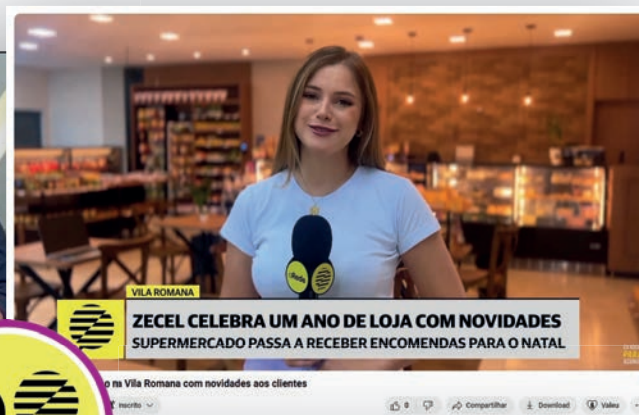 :Rede
VILA ROMANA
ZECEL CELEBRA UM ANO DE LOJA COM NOVIDADES
SUPERMERCADO PASSA A RECEBER ENCOMENDAS PARA O NATAL
na Vila Romana com novidades aos clientes
Inscrito
0 Compartilhar Download Valeu